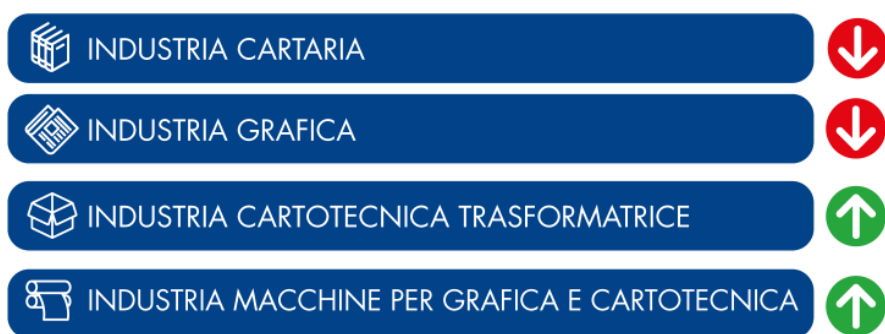 INDUSTRIA CARTARIA
INDUSTRIA GRAFICA
INDUSTRIA CARTOTECNICA TRASFORMATRICE
INDUSTRIA MACCHINE PER GRAFICA E CARTOTECNICA